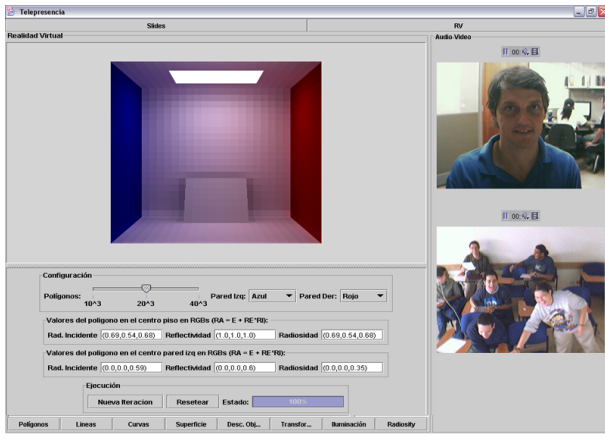 Telepresencia
Slides RV
Realidad Virtual
Audio-Video
00:
00:
Configuración
Polígonos:
10^3 20^3 40^3
Pared Izq: Azul Pared Der: Rojo
Valores del polígono en el centro piso en RGBs (RA = E + RE*RI):
Rad. Incidente (0.69,0.54,0.68) Reflectividad (1.0,1.0,1.0) Radiosidad (0.69,0.54,0.68)
Valores del polígono en el centro pared izq en RGBs (RA = E + RE*RI):
Rad. Incidente (0.0,0.0,0.59) Reflectividad (0.0,0.0,0.6) Radiosidad (0.0,0.0,0.35)
Ejecución
Nueva Iteracion Resetear Estado: 100%
Polígonos Lineas Curvas Superficie Desc. Obj... Transfor... Iluminación Radiosity